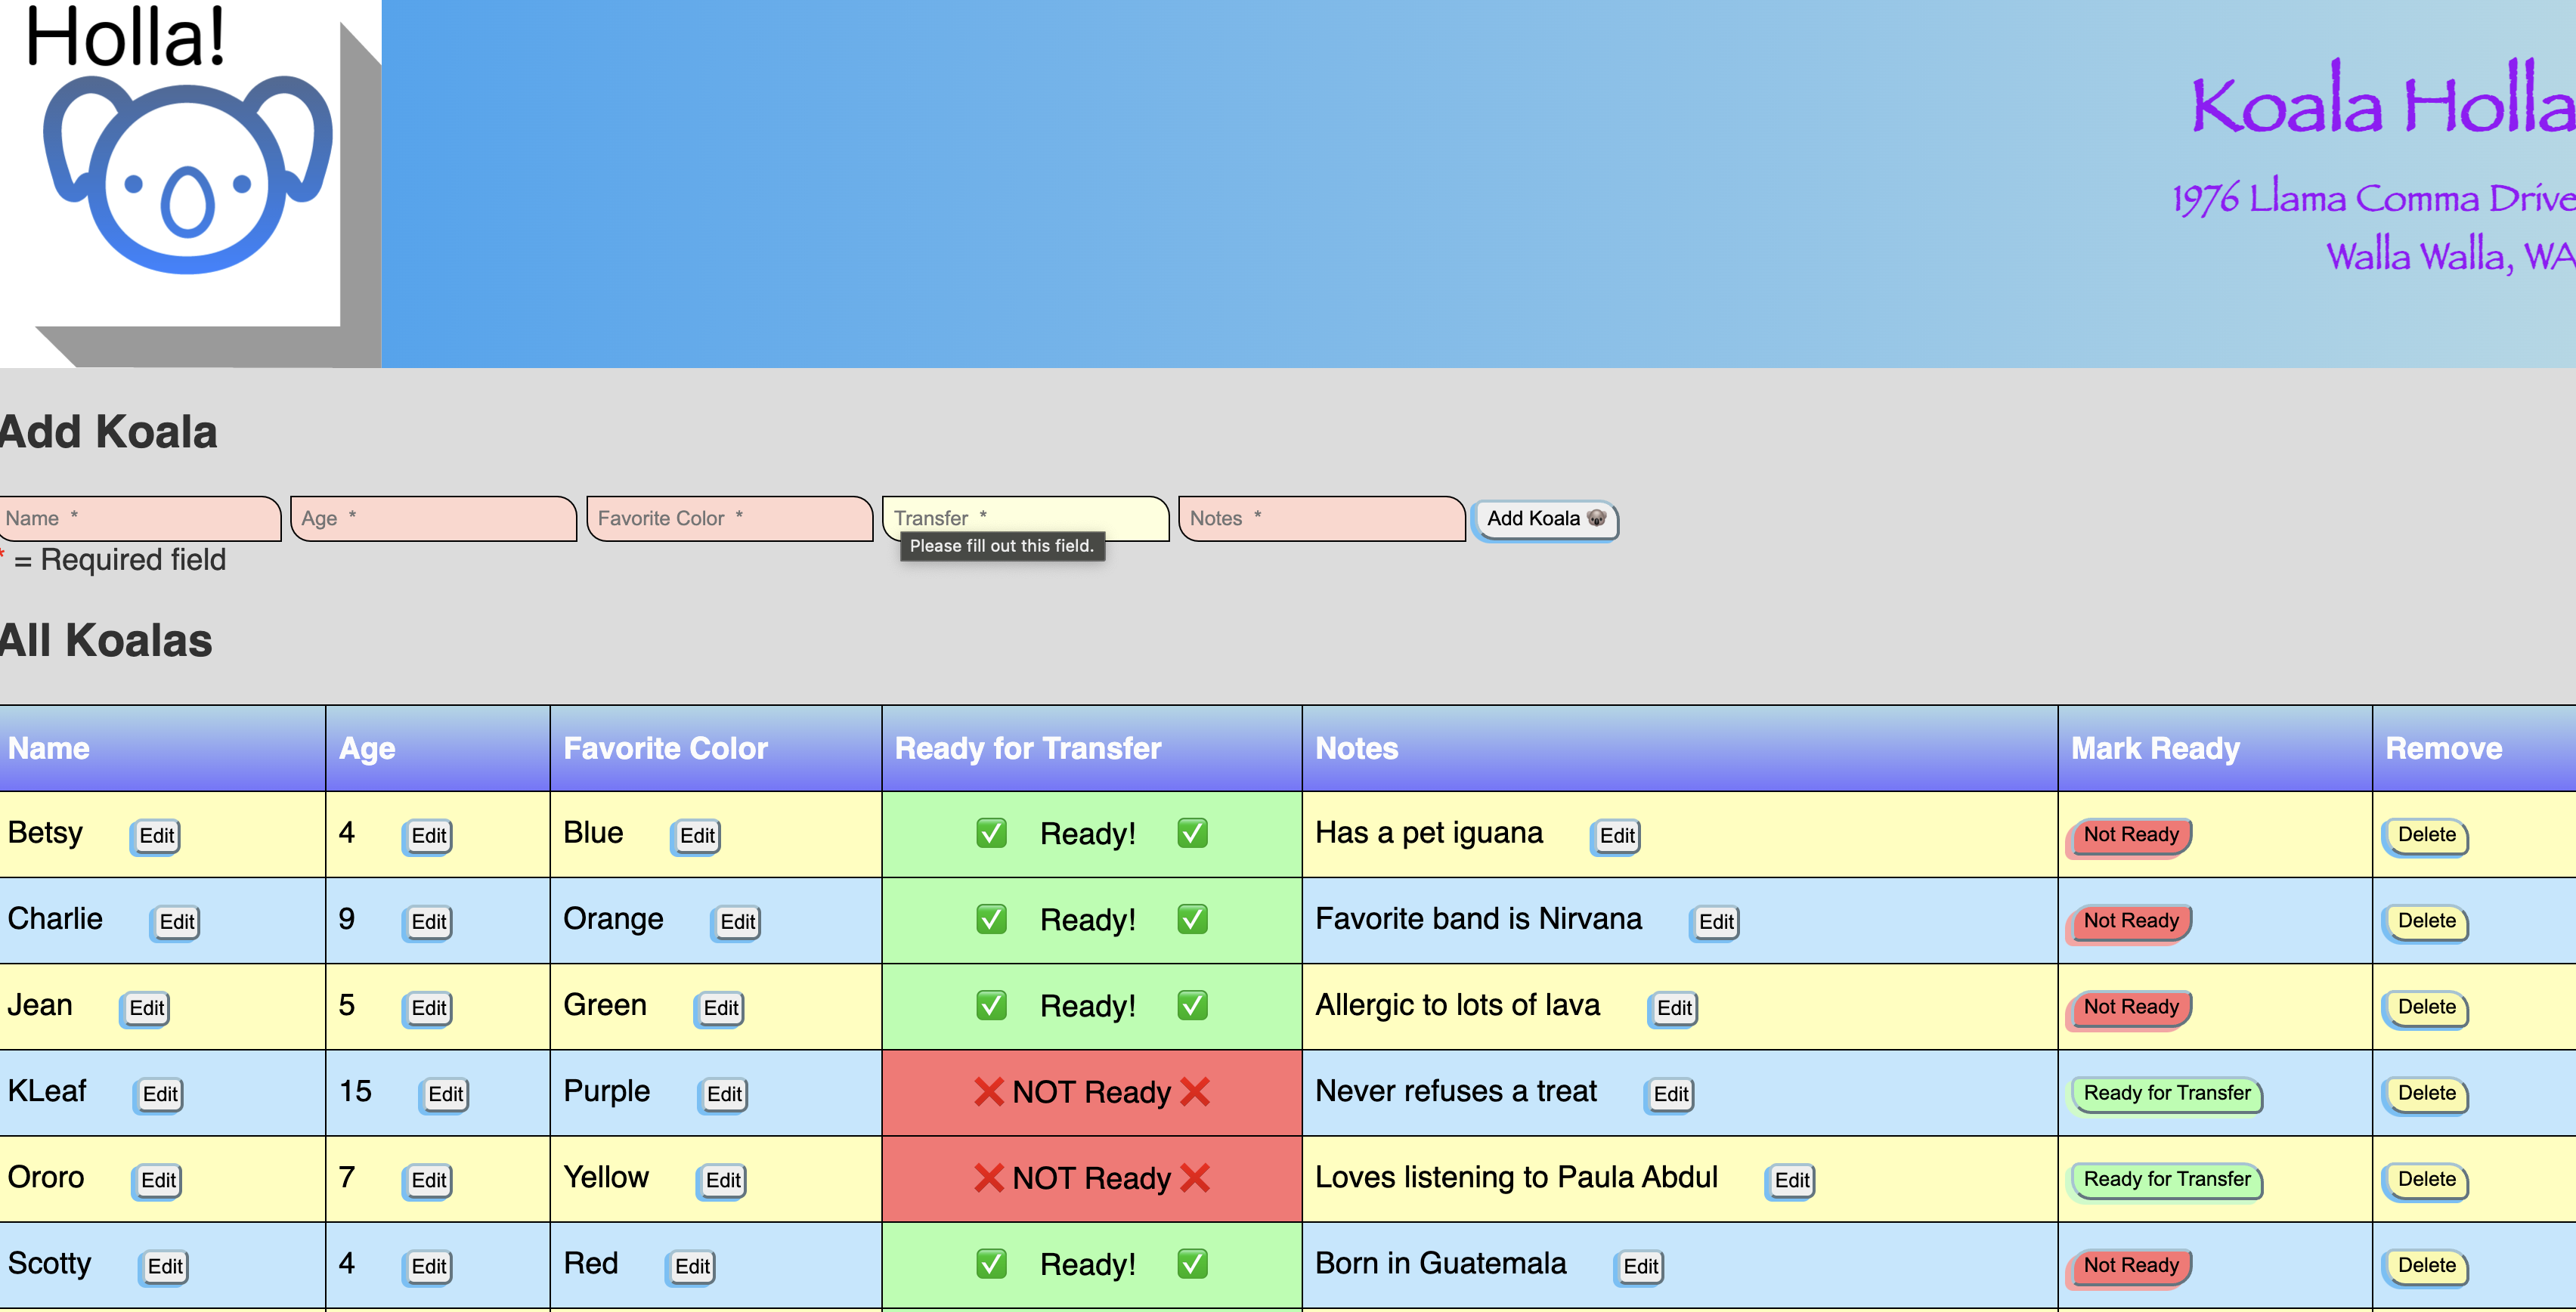 Holla!
Koala Holla
1976 Llama Comma Drive
Walla Walla, WA
Add Koala
Name * Age * Favorite Color * Transfer * Notes * Add Koala 🐨
Please fill out this field.
* = Required field
All Koalas
Name Age Favorite Color Ready for Transfer Notes Mark Ready Remove
Betsy Edit 4 Edit Blue Edit ✅ Ready! ✅ Has a pet iguana Edit Not Ready Delete
Charlie Edit 9 Edit Orange Edit ✅ Ready! ✅ Favorite band is Nirvana Edit Not Ready Delete
Jean Edit 5 Edit Green Edit ✅ Ready! ✅ Allergic to lots of lava Edit Not Ready Delete
KLeaf Edit 15 Edit Purple Edit ❌ NOT Ready ❌ Never refuses a treat Edit Ready for Transfer Delete
Ororo Edit 7 Edit Yellow Edit ❌ NOT Ready ❌ Loves listening to Paula Abdul Edit Ready for Transfer Delete
Scotty Edit 4 Edit Red Edit ✅ Ready! ✅ Born in Guatemala Edit Not Ready Delete